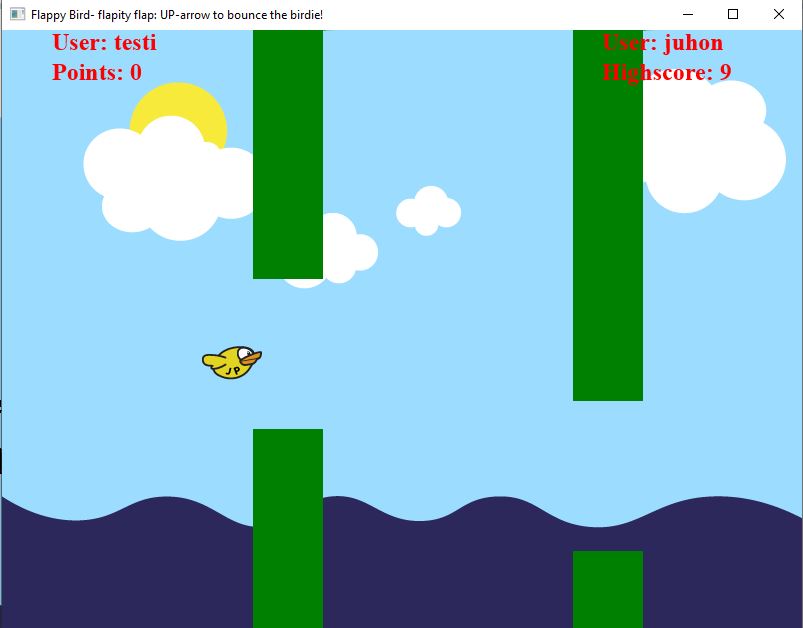 Flappy Bird- flapity flap: UP-arrow to bounce the birdie!
User: testi
Points: 0
User: juhon
Highscore: 9
JP